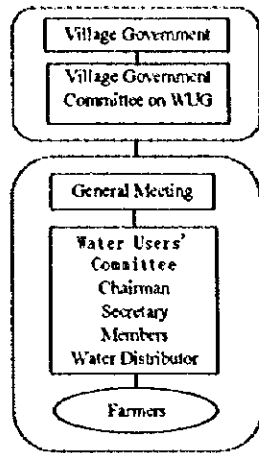 Village Government
Village Government
Committee on WUG
General Meeting
Water Users'
Committee
Chairman
Secretary
Members
Water Distributor
Farmers